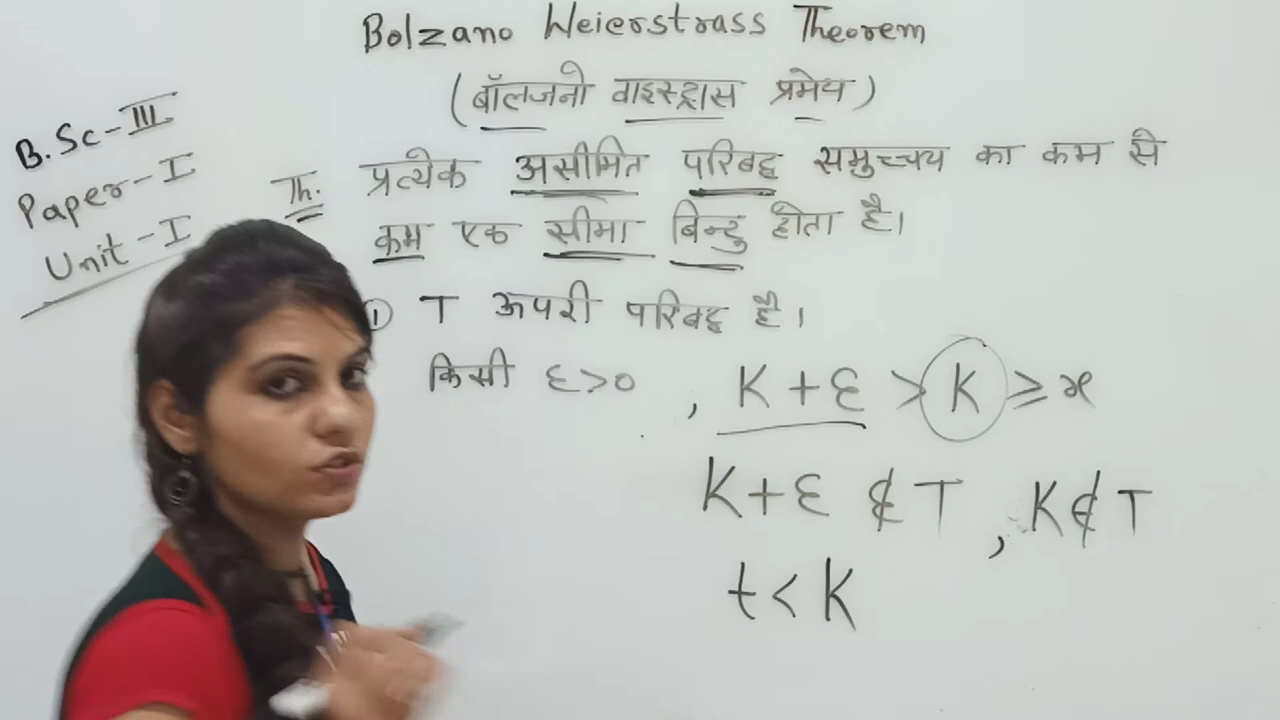 Bolzano Weierstrass Theorem
(बॉलजनो वाइस्ट्रास प्रमेय)
B.Sc-III
Paper-I
Unit-I
Th. प्रत्येक असीमित परिबद्ध समुच्चय का कम से
कम एक सीमा बिन्दु होता है।
① T ऊपरी परिबद्ध है।
किसी ε>0 , K+ε > K ≥ x
K+ε ∉ T , K ∉ T
t < K